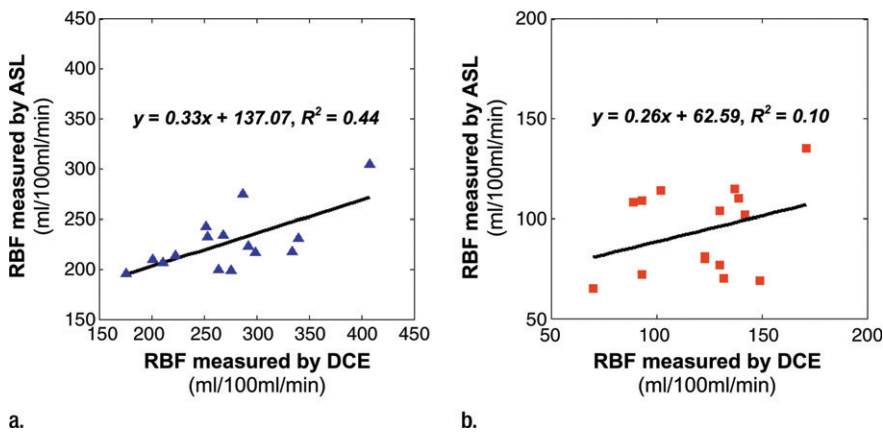 450
400
350
300
250
200
150
RBF measured by ASL
(ml/100ml/min)
y = 0.33x + 137.07, R² = 0.44
150 200 250 300 350 400 450
RBF measured by DCE
(ml/100ml/min)
a.
200
150
100
50
RBF measured by ASL
(ml/100ml/min)
y = 0.26x + 62.59, R² = 0.10
50 100 150 200
RBF measured by DCE
(ml/100ml/min)
b.